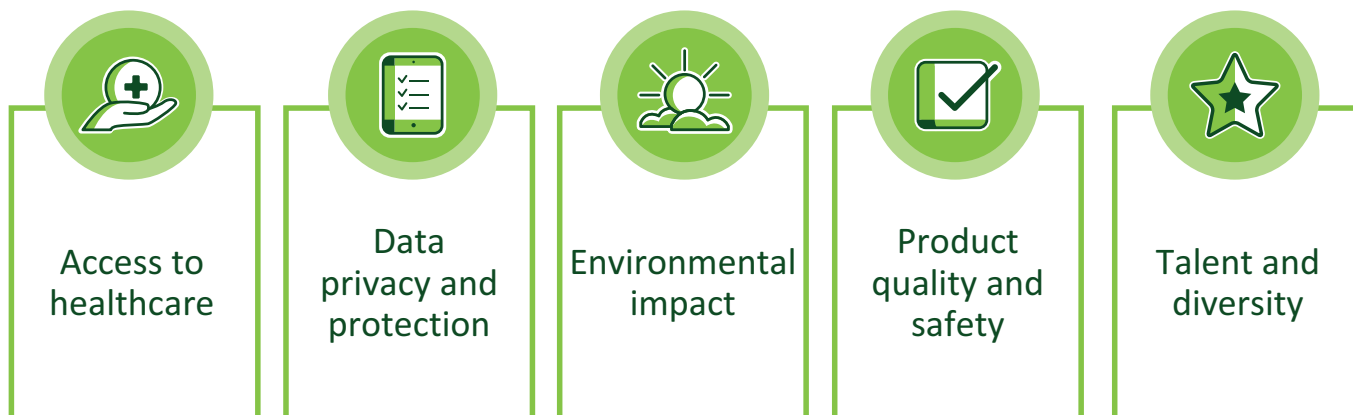 Access to
healthcare
Data
privacy and
protection
Environmental
impact
Product
quality and
safety
Talent and
diversity